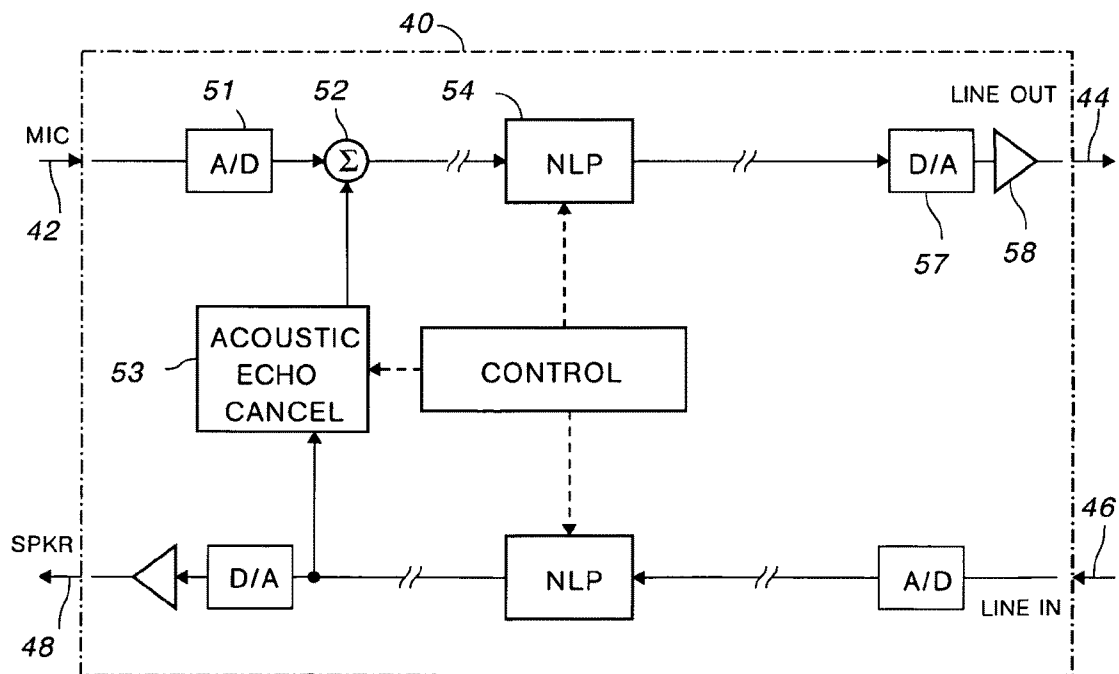 40
51
52
54
LINE OUT
44
MIC
A/D
Σ
NLP
D/A
42
57
58
53
ACOUSTIC
ECHO
CANCEL
CONTROL
46
SPKR
D/A
NLP
A/D
LINE IN
48